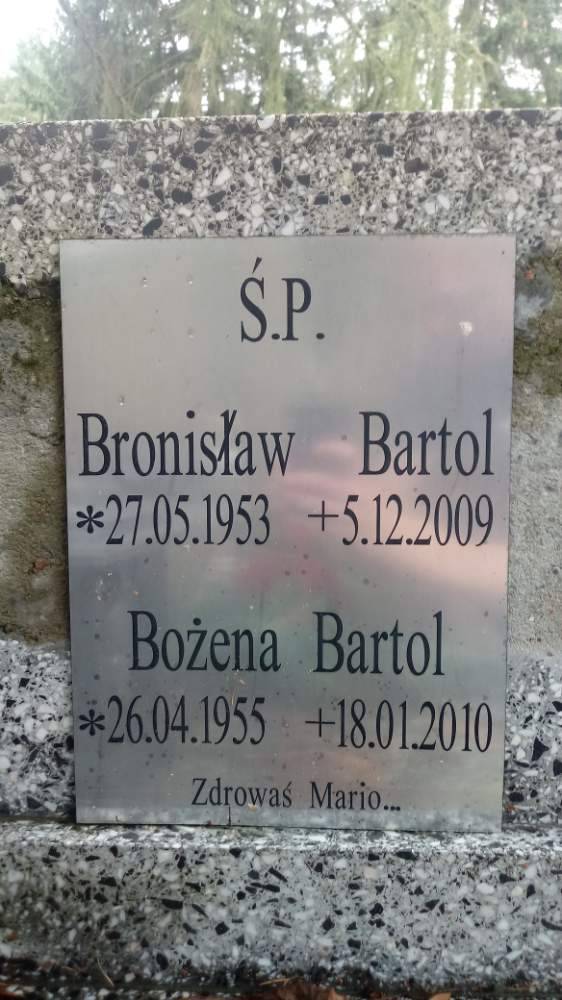 Ś.P.
Bronisław Bartol
*27.05.1953 +5.12.2009
Bożena Bartol
*26.04.1955 +18.01.2010
Zdrowaś Mario...